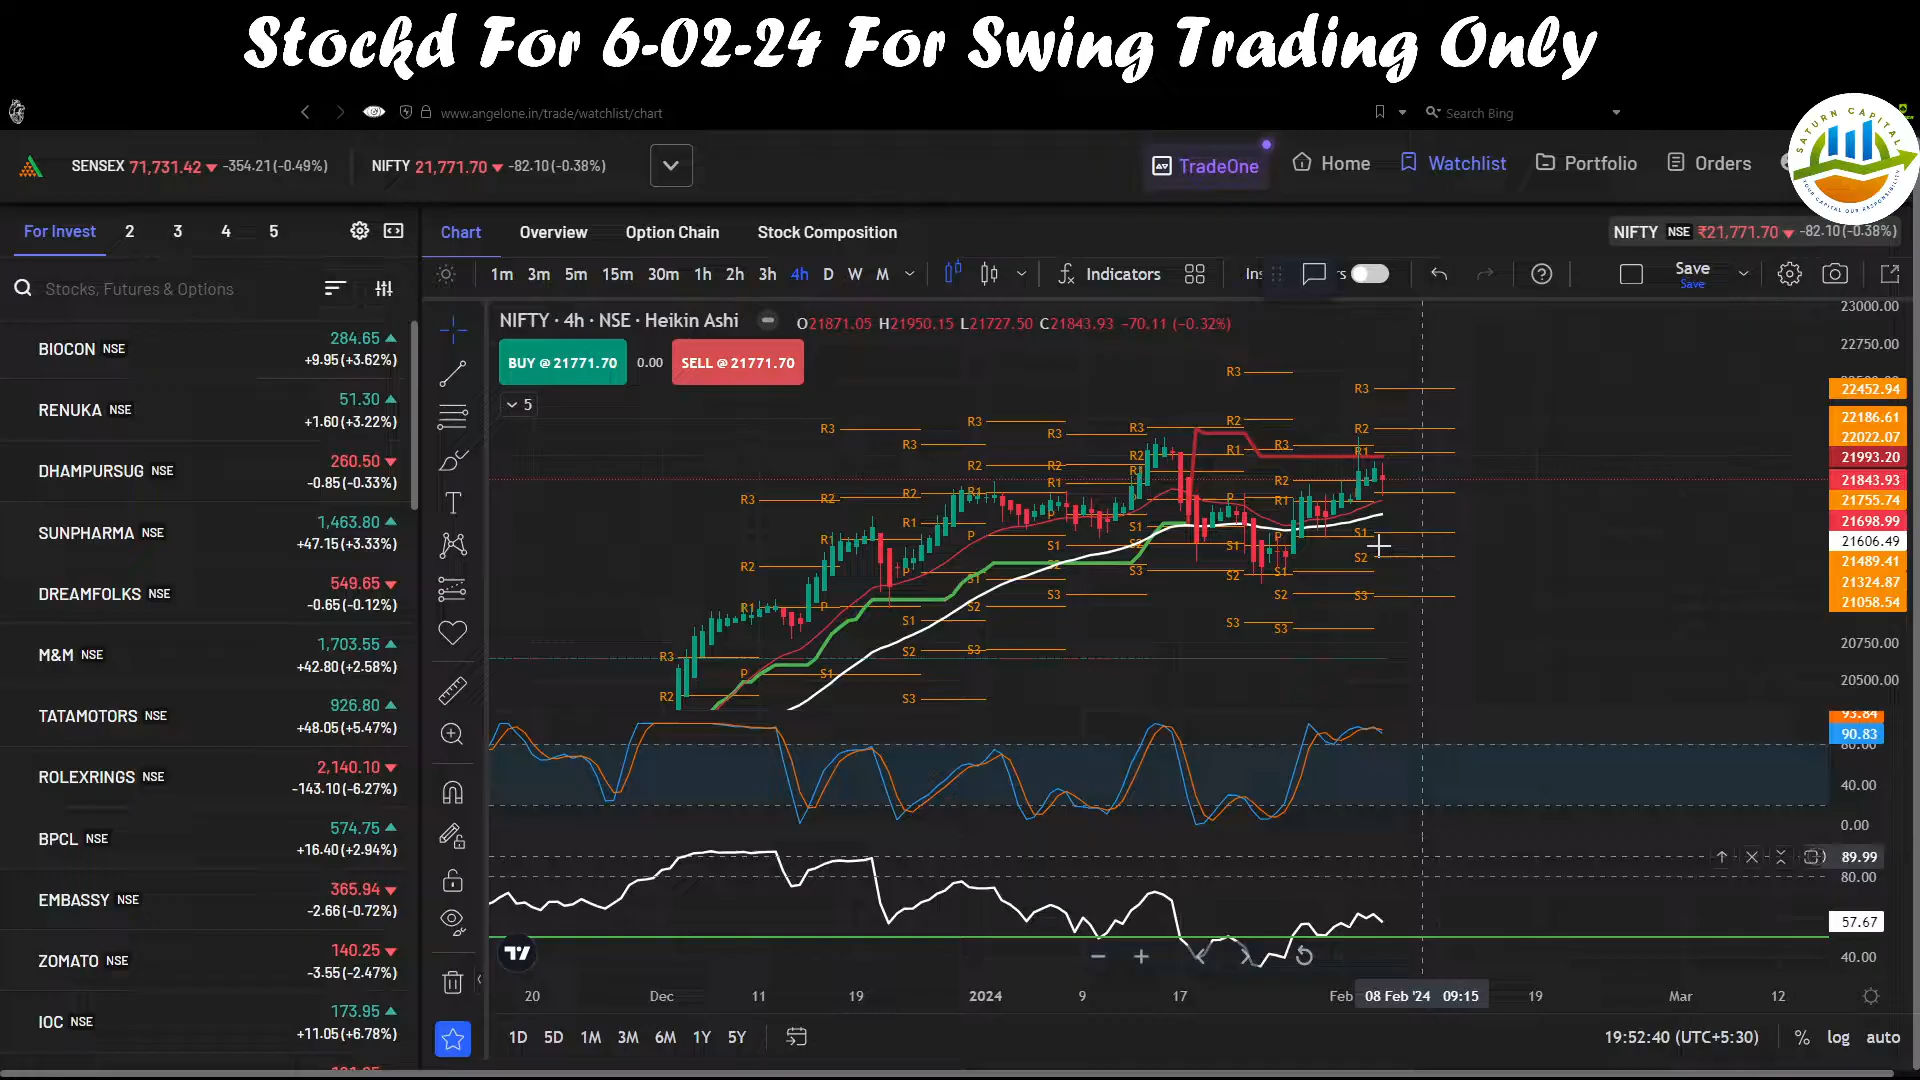 Stockd For 6-02-24 For Swing Trading Only
www.angelone.in/trade/watchlist/chart
Search Bing
SATURN CAPITAL
YOUR CAPITAL OUR RESPONSIBILITY
SENSEX 71,731.42 -354.21(-0.49%)
NIFTY 21,771.70 -82.10(-0.38%)
TradeOne Home Watchlist Portfolio Orders
For Invest 2 3 4 5
Chart Overview Option Chain Stock Composition
NIFTY NSE ₹21,771.70 -82.10(-0.38%)
Stocks, Futures & Options
1m 3m 5m 15m 30m 1h 2h 3h 4h D W M
Indicators
Save
Save
BIOCON NSE 284.65
+9.95(+3.62%)
RENUKA NSE 51.30
+1.60(+3.22%)
DHAMPURSUG NSE 260.50
-0.85(-0.33%)
SUNPHARMA NSE 1,463.80
+47.15(+3.33%)
DREAMFOLKS NSE 549.65
-0.65(-0.12%)
M&M NSE 1,703.55
+42.80(+2.58%)
TATAMOTORS NSE 926.80
+48.05(+5.47%)
ROLEXRINGS NSE 2,140.10
-143.10(-6.27%)
BPCL NSE 574.75
+16.40(+2.94%)
EMBASSY NSE 365.94
-2.66(-0.72%)
ZOMATO NSE 140.25
-3.55(-2.47%)
IOC NSE 173.95
+11.05(+6.78%)
NIFTY · 4h · NSE · Heikin Ashi
O21871.05 H21950.15 L21727.50 C21843.93 -70.11 (-0.32%)
BUY @ 21771.70 0.00 SELL @ 21771.70
5
23000.00
22750.00
22452.94
22186.61
22022.07
21993.20
21843.93
21755.74
21698.99
21606.49
21489.41
21324.87
21058.54
20750.00
20500.00
93.84
90.83
40.00
0.00
89.99
80.00
57.67
40.00
20 Dec 11 19 2024 9 17 Feb 08 Feb '24 09:15 19 Mar 12
1D 5D 1M 3M 6M 1Y 5Y
19:52:40 (UTC+5:30) % log auto